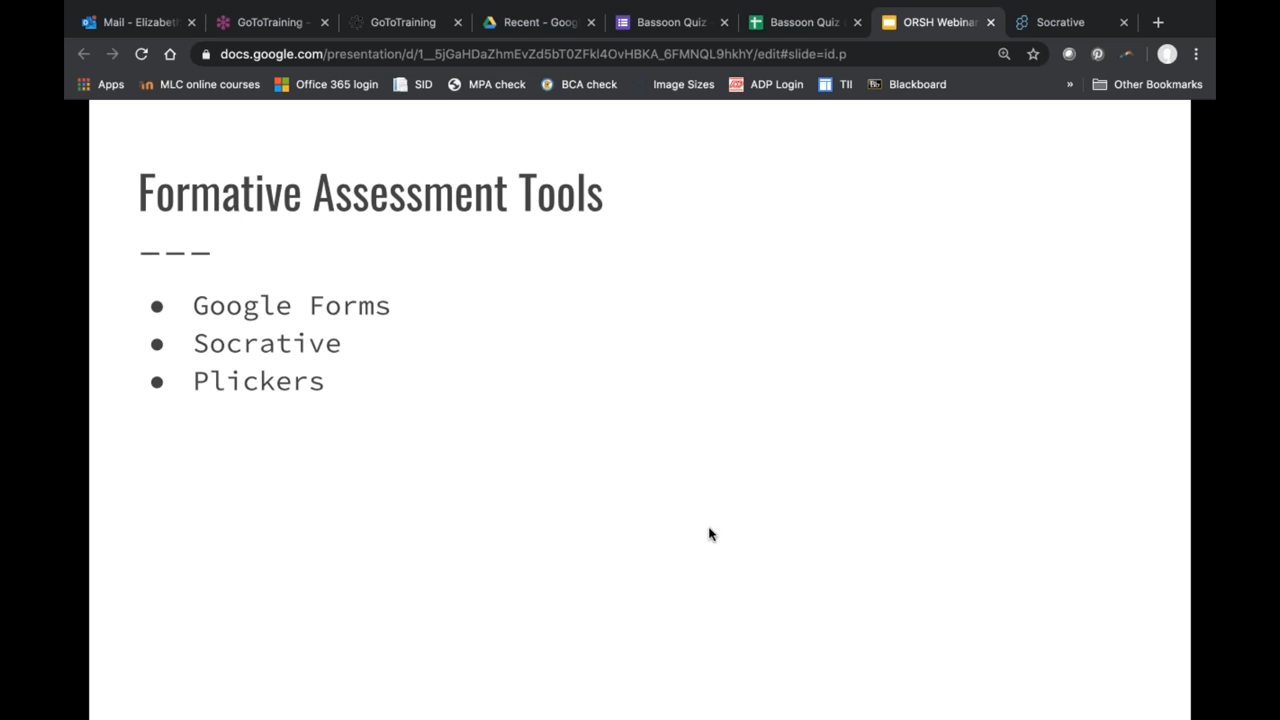 Mail - Elizabet
GoToTraining -
GoToTraining
Recent - Goog
Bassoon Quiz
Bassoon Quiz
ORSH Webinar
Socrative
docs.google.com/presentation/d/1__5jGaHDaZhmEvZd5bT0ZFkl4OvHBKA_6FMNQL9hkhY/edit#slide=id.p
Apps
MLC online courses
Office 365 login
SID
MPA check
BCA check
Image Sizes
ADP Login
TII
Bb
Blackboard
»
Other Bookmarks
Formative Assessment Tools
———
● Google Forms
● Socrative
● Plickers